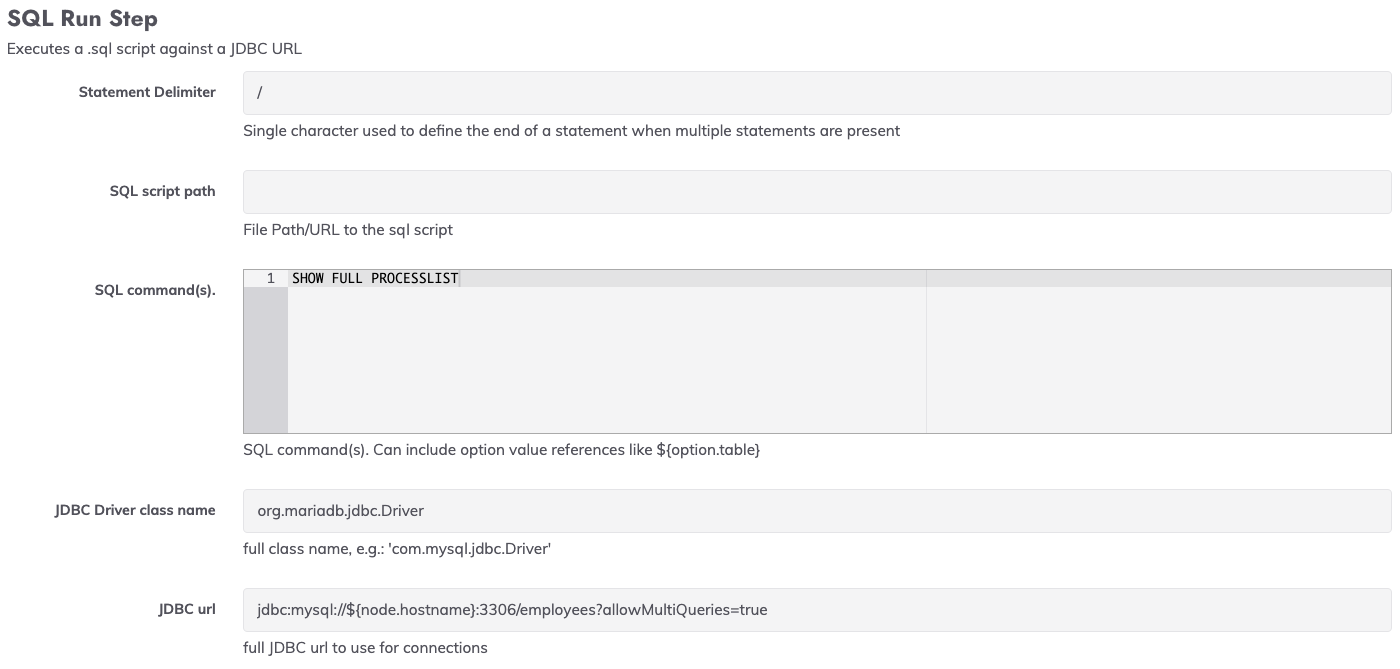 SQL Run Step
Executes a .sql script against a JDBC URL
Statement Delimiter
/
Single character used to define the end of a statement when multiple statements are present
SQL script path
File Path/URL to the sql script
SQL command(s).
1 SHOW FULL PROCESSLIST
SQL command(s). Can include option value references like ${option.table}
JDBC Driver class name
org.mariadb.jdbc.Driver
full class name, e.g.: 'com.mysql.jdbc.Driver'
JDBC url
jdbc:mysql://${node.hostname}:3306/employees?allowMultiQueries=true
full JDBC url to use for connections